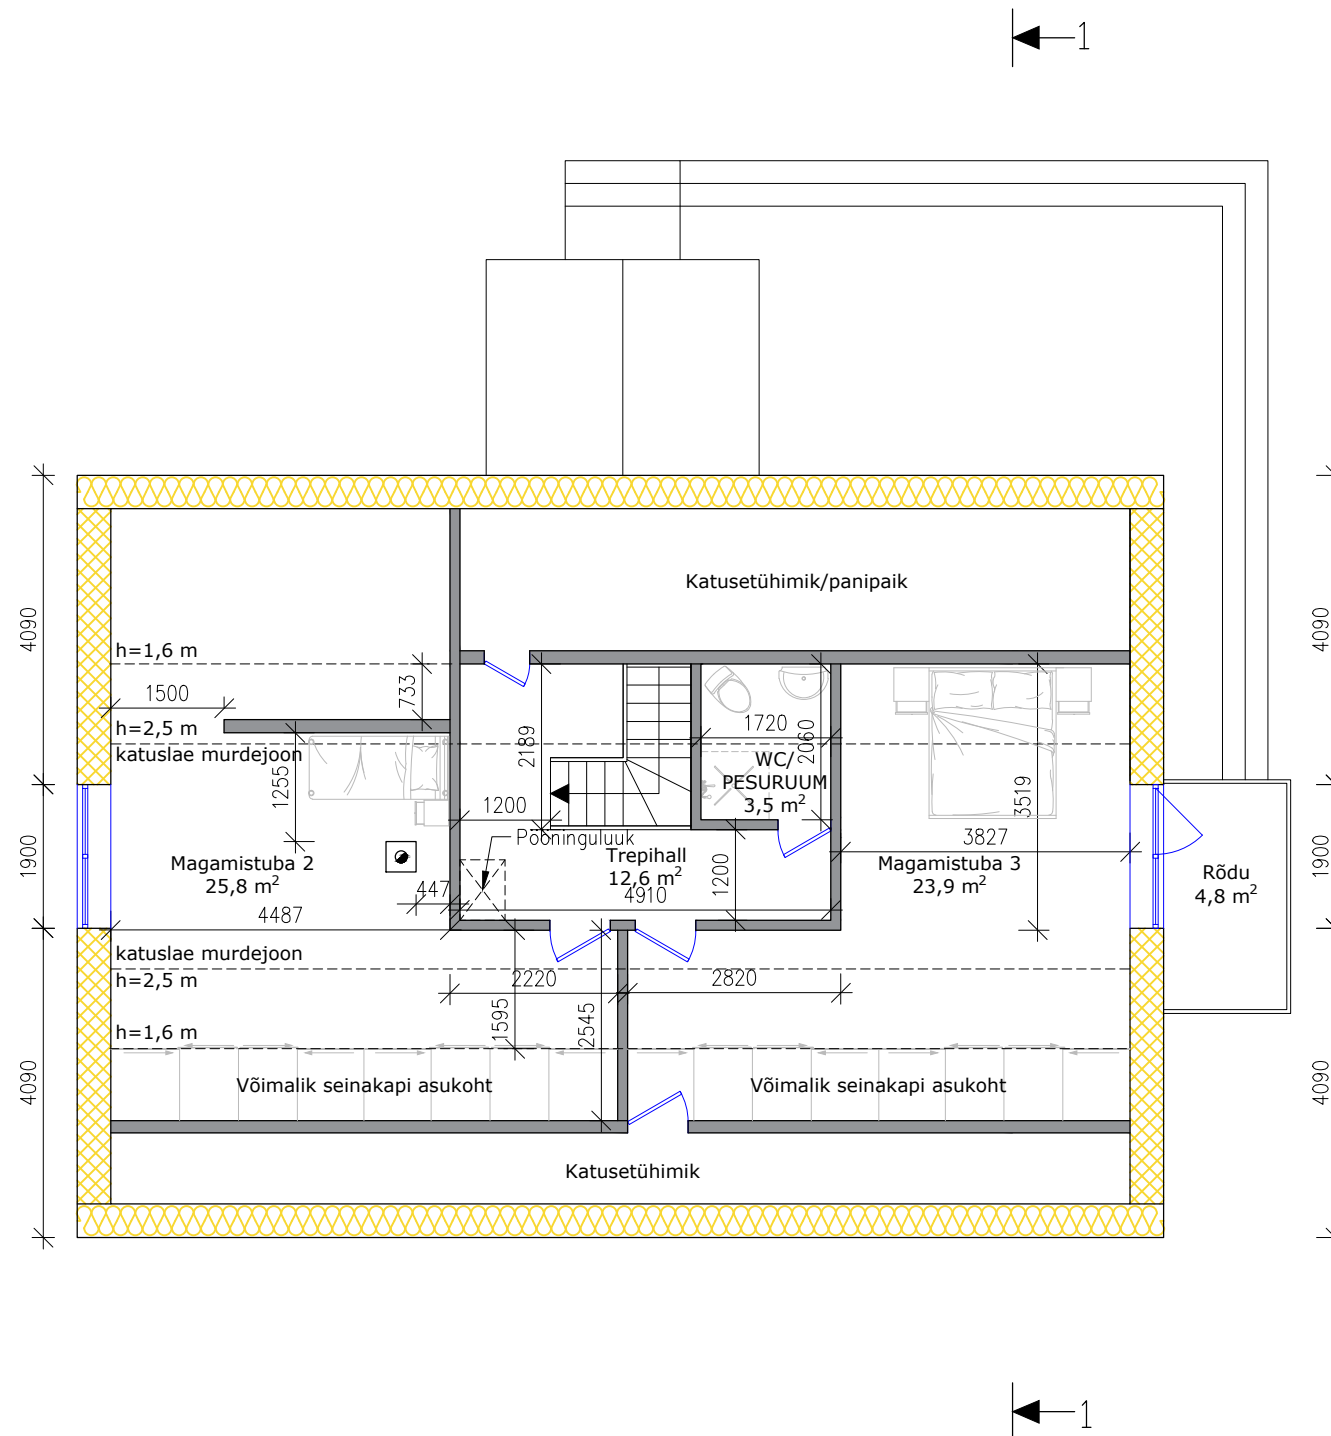 1
Katusetühimik/panipaik
4090
4090
h=1,6 m
1500
733
h=2,5 m
katuslae murdejoon
2189
1720
2060
WC/
PESURUUM
3,5 m²
1255
1200
3519
Pööninguluuk
3827
1900
1900
Magamistuba 2
25,8 m²
Trepihall
12,6 m²
1200
Magamistuba 3
23,9 m²
Rõdu
4,8 m²
447
4910
4487
katuslae murdejoon
h=2,5 m
2220
2820
1595
2545
h=1,6 m
4090
4090
Võimalik seinakapi asukoht
Võimalik seinakapi asukoht
Katusetühimik
1